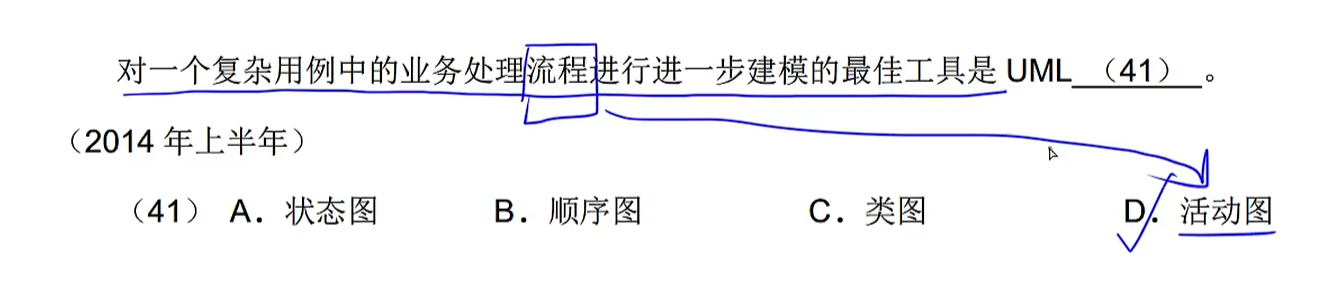 对一个复杂用例中的业务处理流程进行进一步建模的最佳工具是 UML （41） 。
（2014 年上半年）
（41） A．状态图 B．顺序图 C．类图 D．活动图